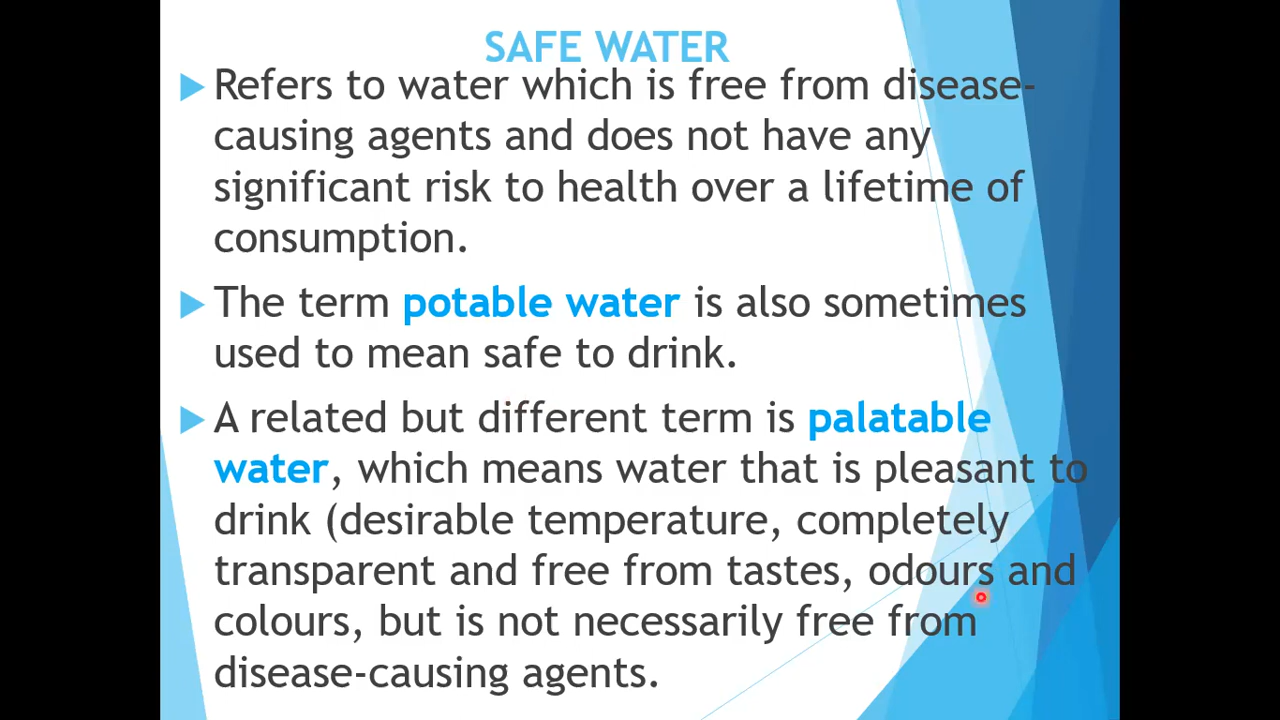 SAFE WATER
Refers to water which is free from disease-
causing agents and does not have any
significant risk to health over a lifetime of
consumption.
The term potable water is also sometimes
used to mean safe to drink.
A related but different term is palatable
water, which means water that is pleasant to
drink (desirable temperature, completely
transparent and free from tastes, odours and
colours, but is not necessarily free from
disease-causing agents.